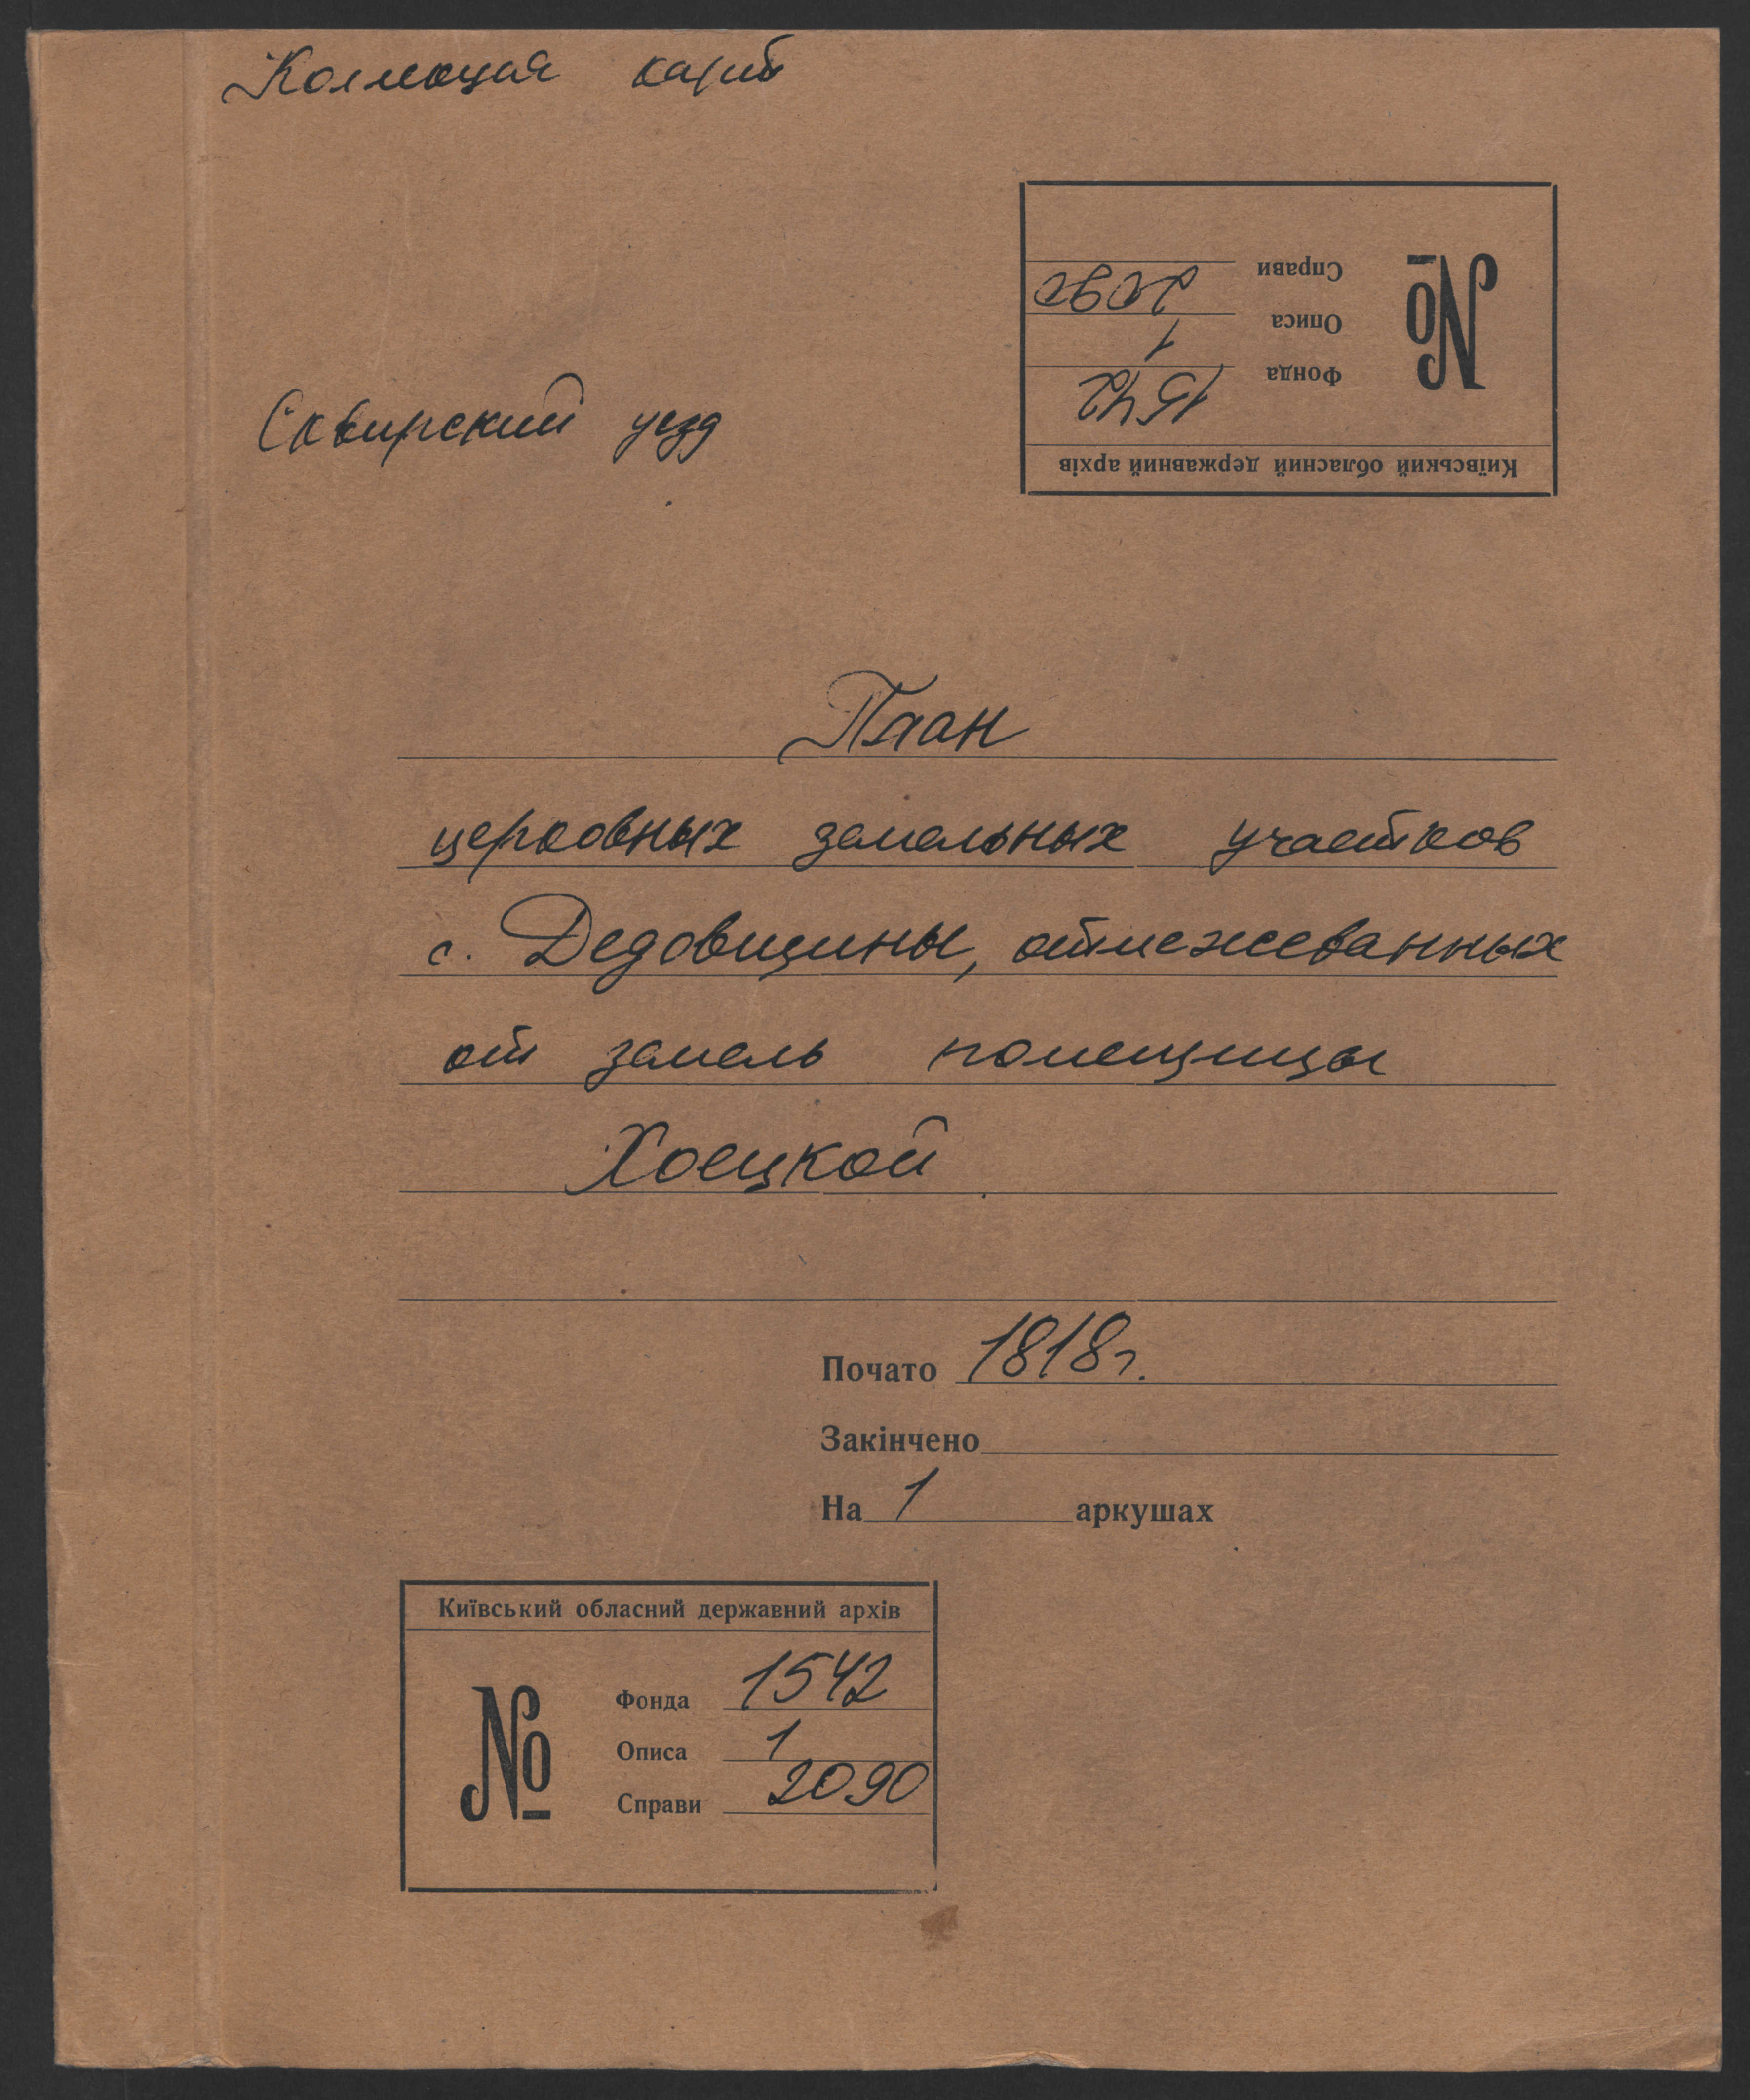 Коллекция карт
№
Справи 2090
Описа 1
Фонда 1542
Київський обласний державний архів
Сквирский уезд
План
церковных земельных участков
с. Дедовщины, отмежеванных
от земель помещицы
Хоецкой
Почато 1818 г.
Закінчено
На 1 аркушах
Київський обласний державний архів
№
Фонда 1542
Описа 1
Справи 2090